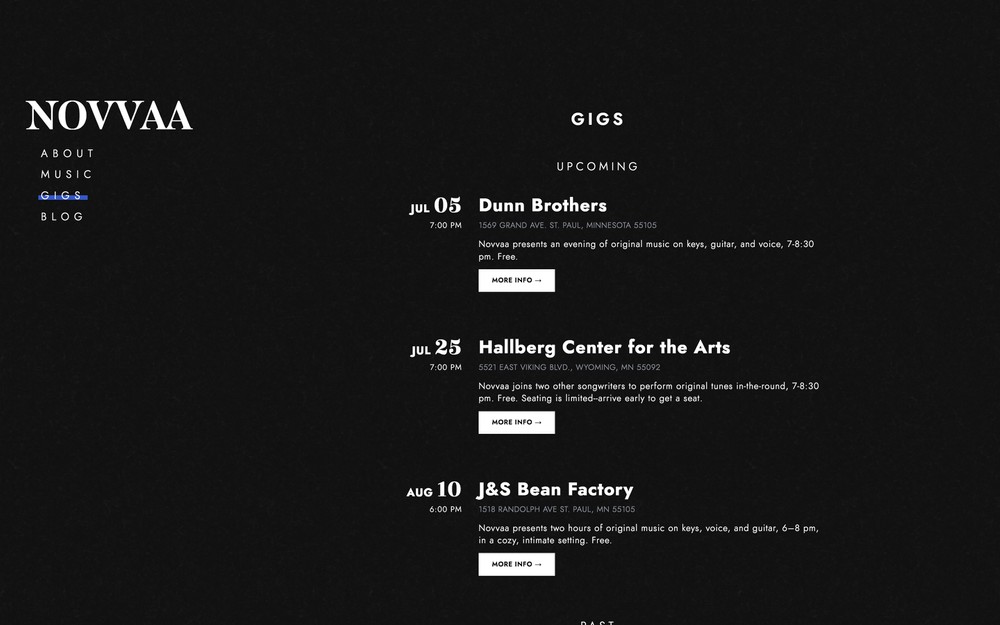 NOVVAA
ABOUT
MUSIC
GIGS
BLOG
GIGS
UPCOMING
JUL 05
7:00 PM
Dunn Brothers
1569 GRAND AVE. ST. PAUL, MINNESOTA 55105
Novvaa presents an evening of original music on keys, guitar, and voice, 7-8:30
pm. Free.
MORE INFO →
JUL 25
7:00 PM
Hallberg Center for the Arts
5521 EAST VIKING BLVD., WYOMING, MN 55092
Novvaa joins two other songwriters to perform original tunes in-the-round, 7-8:30
pm. Free. Seating is limited–arrive early to get a seat.
MORE INFO →
AUG 10
6:00 PM
J&S Bean Factory
1518 RANDOLPH AVE ST. PAUL, MN 55105
Novvaa presents two hours of original music on keys, voice, and guitar, 6–8 pm,
in a cozy, intimate setting. Free.
MORE INFO →
PAST